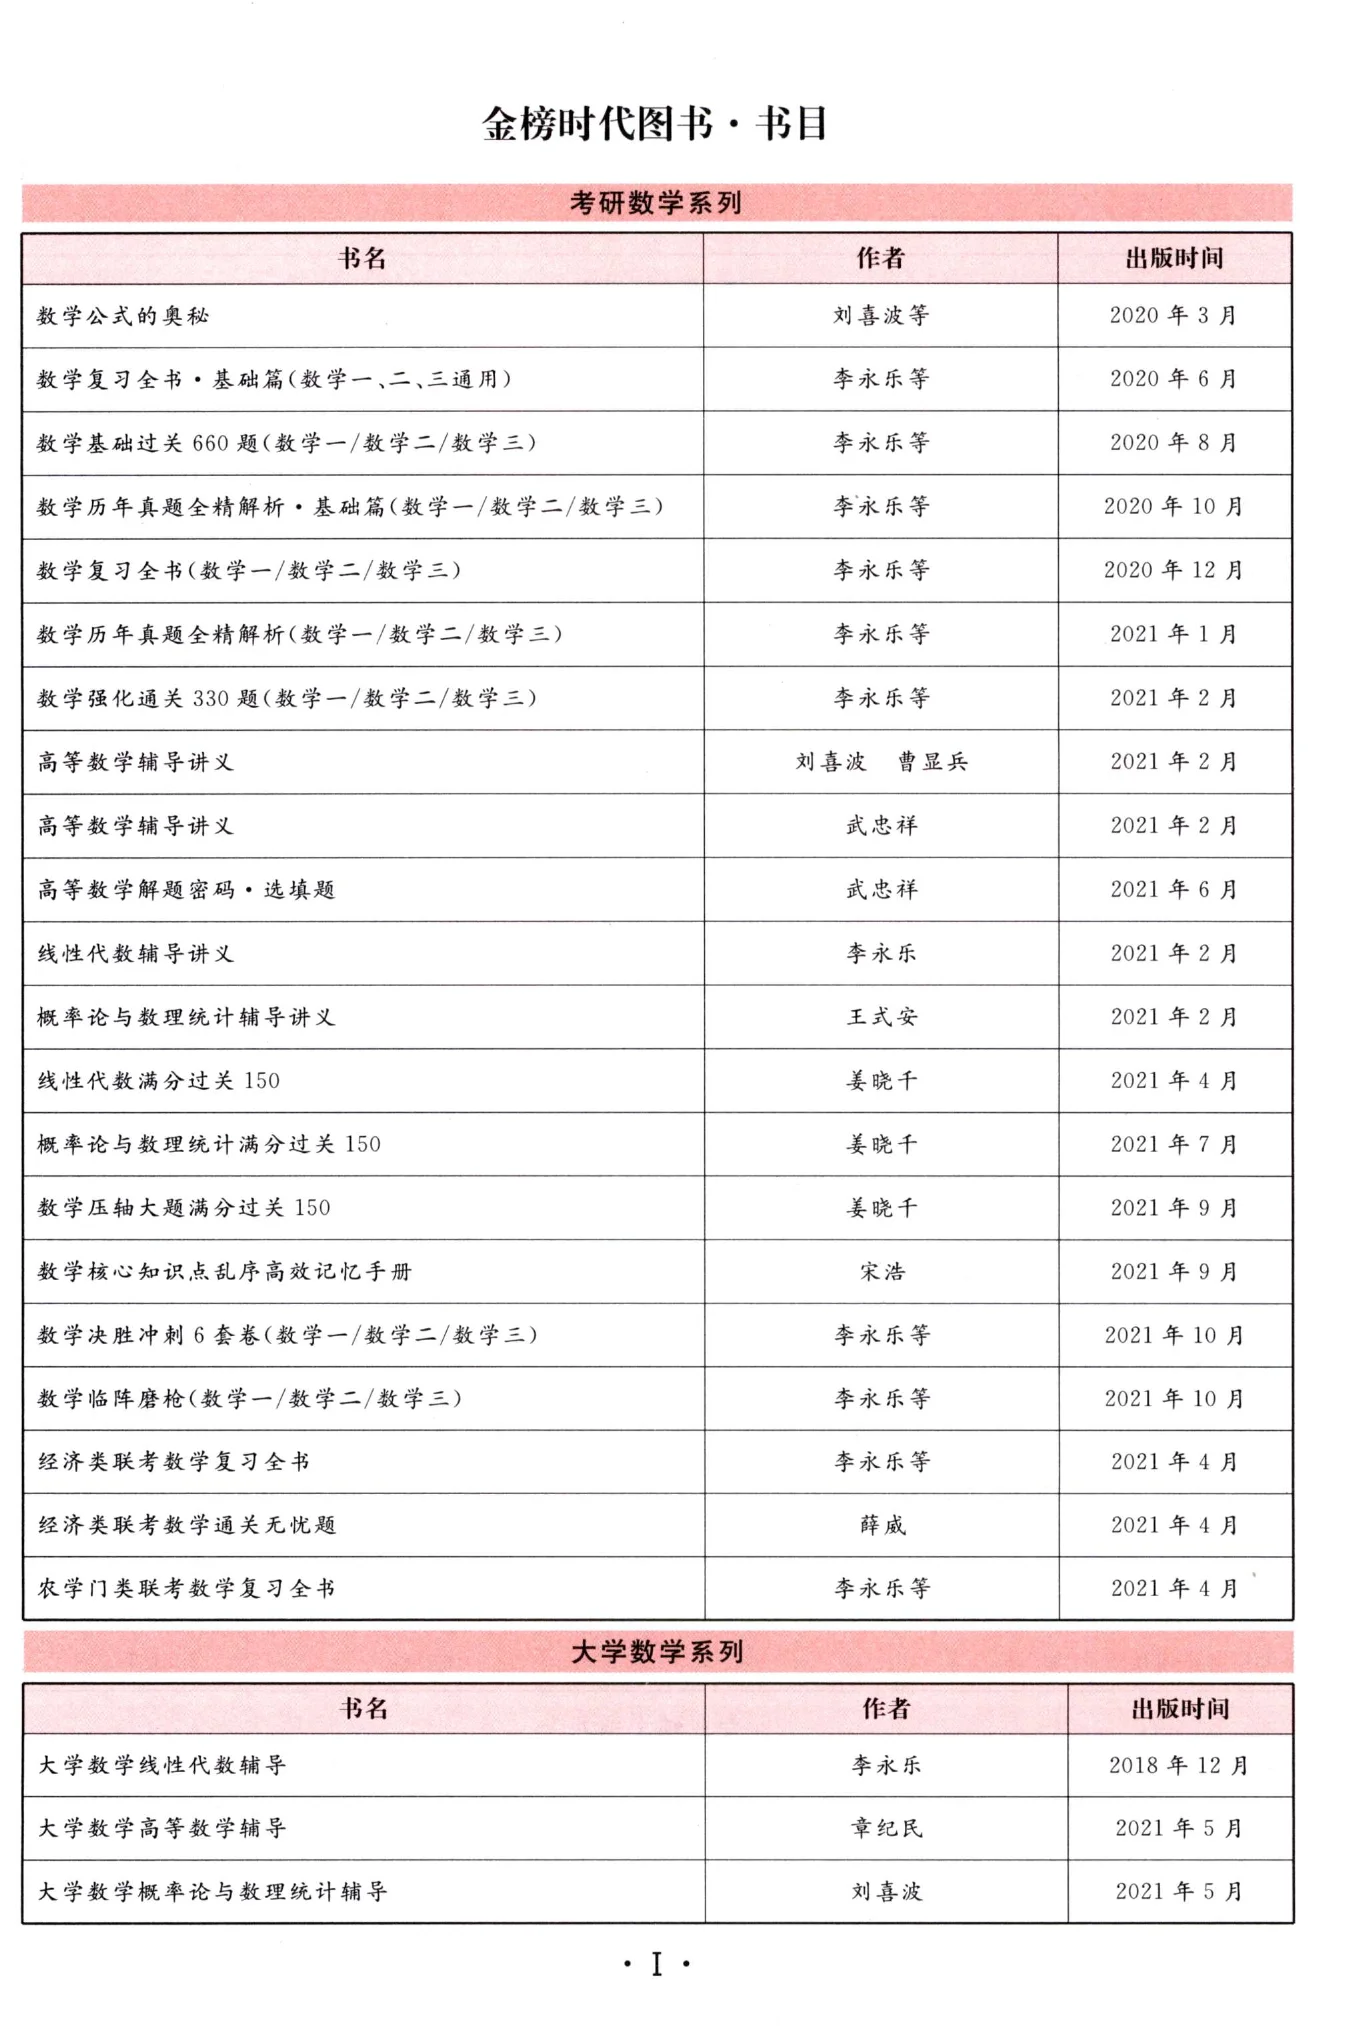 金榜时代图书·书目
考研数学系列
书名 作者 出版时间
数学公式的奥秘 刘喜波等 2020 年 3 月
数学复习全书·基础篇(数学一、二、三通用) 李永乐等 2020 年 6 月
数学基础过关 660 题(数学一/数学二/数学三) 李永乐等 2020 年 8 月
数学历年真题全精解析·基础篇(数学一/数学二/数学三) 李永乐等 2020 年 10 月
数学复习全书(数学一/数学二/数学三) 李永乐等 2020 年 12 月
数学历年真题全精解析(数学一/数学二/数学三) 李永乐等 2021 年 1 月
数学强化通关 330 题(数学一/数学二/数学三) 李永乐等 2021 年 2 月
高等数学辅导讲义 刘喜波 曹显兵 2021 年 2 月
高等数学辅导讲义 武忠祥 2021 年 2 月
高等数学解题密码·选填题 武忠祥 2021 年 6 月
线性代数辅导讲义 李永乐 2021 年 2 月
概率论与数理统计辅导讲义 王式安 2021 年 2 月
线性代数满分过关 150 姜晓千 2021 年 4 月
概率论与数理统计满分过关 150 姜晓千 2021 年 7 月
数学压轴大题满分过关 150 姜晓千 2021 年 9 月
数学核心知识点乱序高效记忆手册 宋浩 2021 年 9 月
数学决胜冲刺 6 套卷(数学一/数学二/数学三) 李永乐等 2021 年 10 月
数学临阵磨枪(数学一/数学二/数学三) 李永乐等 2021 年 10 月
经济类联考数学复习全书 李永乐等 2021 年 4 月
经济类联考数学通关无忧题 薛威 2021 年 4 月
农学门类联考数学复习全书 李永乐等 2021 年 4 月
大学数学系列
书名 作者 出版时间
大学数学线性代数辅导 李永乐 2018 年 12 月
大学数学高等数学辅导 章纪民 2021 年 5 月
大学数学概率论与数理统计辅导 刘喜波 2021 年 5 月
· I ·